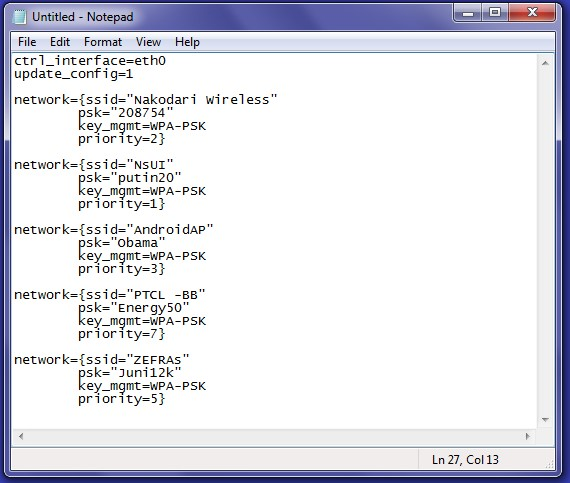 Untitled - Notepad
File Edit Format View Help
ctrl_interface=eth0
update_config=1
network={ssid="Nakodari Wireless"
psk="208754"
key_mgmt=WPA-PSK
priority=2}
network={ssid="NsUI"
psk="putin20"
key_mgmt=WPA-PSK
priority=1}
network={ssid="AndroidAP"
psk="Obama"
key_mgmt=WPA-PSK
priority=3}
network={ssid="PTCL -BB"
psk="Energy50"
key_mgmt=WPA-PSK
priority=7}
network={ssid="ZEFRAs"
psk="Juni12k"
key_mgmt=WPA-PSK
priority=5}
Ln 27, Col 13